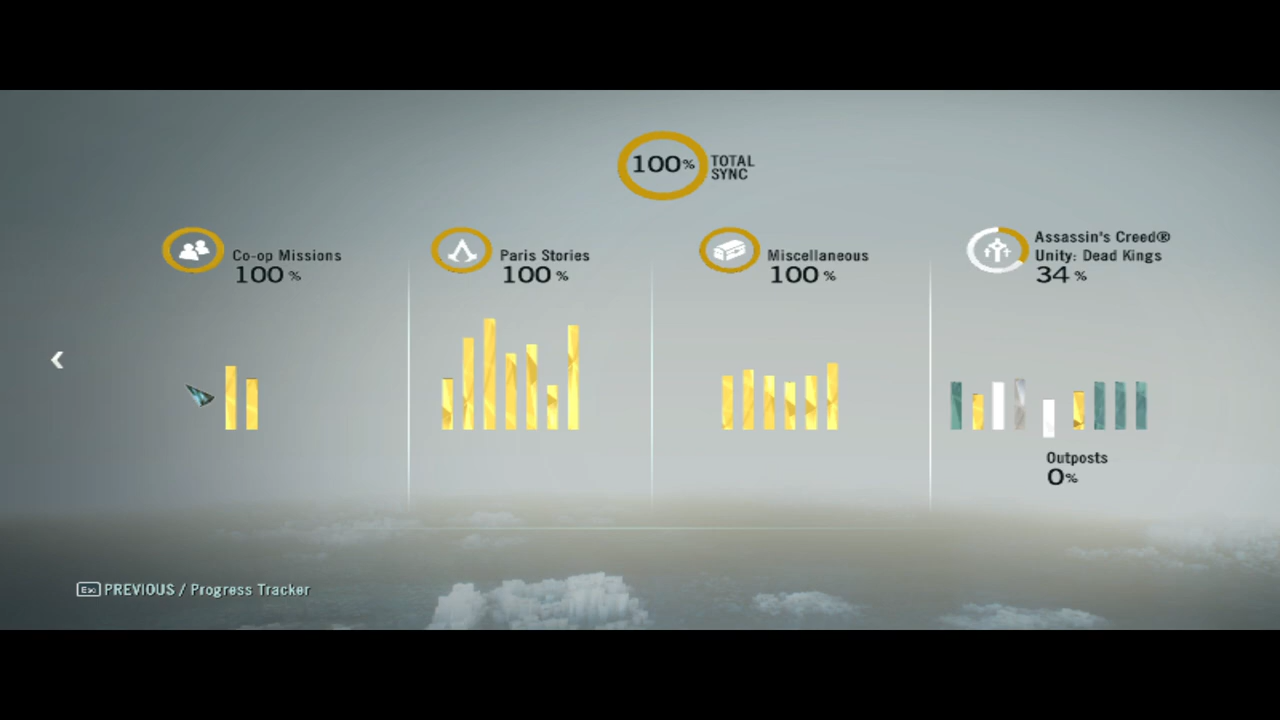 100%
TOTAL
SYNC
Co-op Missions
100 %
Paris Stories
100 %
Miscellaneous
100 %
Assassin's Creed®
Unity: Dead Kings
34 %
Outposts
0%
Esc PREVIOUS / Progress Tracker